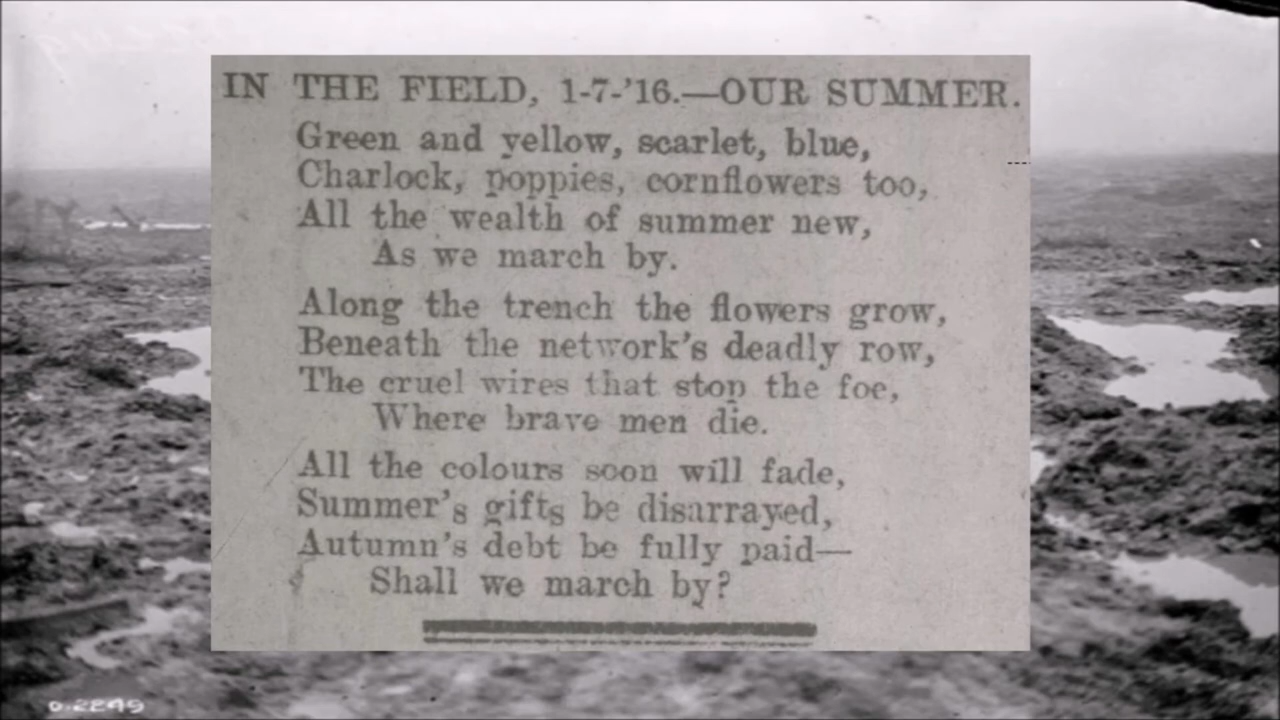 IN THE FIELD, 1-7-'16.—OUR SUMMER.
Green and yellow, scarlet, blue,
Charlock, poppies, cornflowers too,
All the wealth of summer new,
As we march by.
Along the trench the flowers grow,
Beneath the network's deadly row,
The cruel wires that stop the foe,
Where brave men die.
All the colours soon will fade,
Summer's gifts be disarrayed,
Autumn's debt be fully paid—
Shall we march by?
O-2249